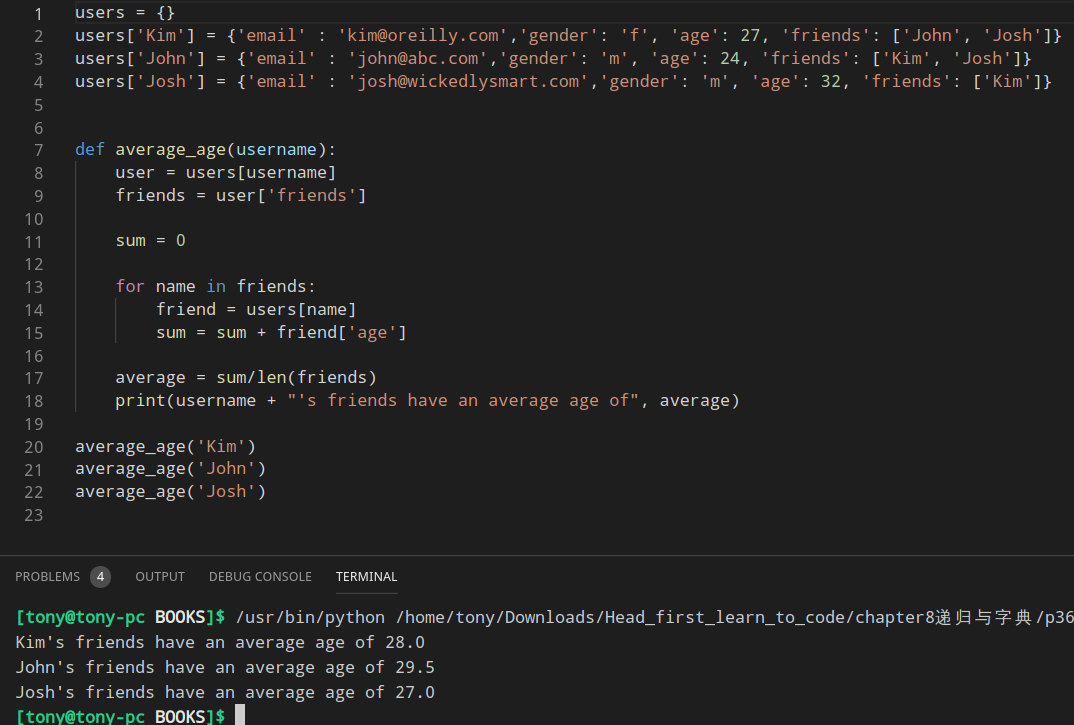 1 users = {}
2 users['Kim'] = {'email' : 'kim@oreilly.com','gender': 'f', 'age': 27, 'friends': ['John', 'Josh']}
3 users['John'] = {'email' : 'john@abc.com','gender': 'm', 'age': 24, 'friends': ['Kim', 'Josh']}
4 users['Josh'] = {'email' : 'josh@wickedlysmart.com','gender': 'm', 'age': 32, 'friends': ['Kim']}
5
6
7 def average_age(username):
8     user = users[username]
9     friends = user['friends']
10
11     sum = 0
12
13     for name in friends:
14         friend = users[name]
15         sum = sum + friend['age']
16
17     average = sum/len(friends)
18     print(username + "'s friends have an average age of", average)
19
20 average_age('Kim')
21 average_age('John')
22 average_age('Josh')
23
PROBLEMS 4 OUTPUT DEBUG CONSOLE TERMINAL
[tony@tony-pc BOOKS]$ /usr/bin/python /home/tony/Downloads/Head_first_learn_to_code/chapter8递归与字典/p36
Kim's friends have an average age of 28.0
John's friends have an average age of 29.5
Josh's friends have an average age of 27.0
[tony@tony-pc BOOKS]$